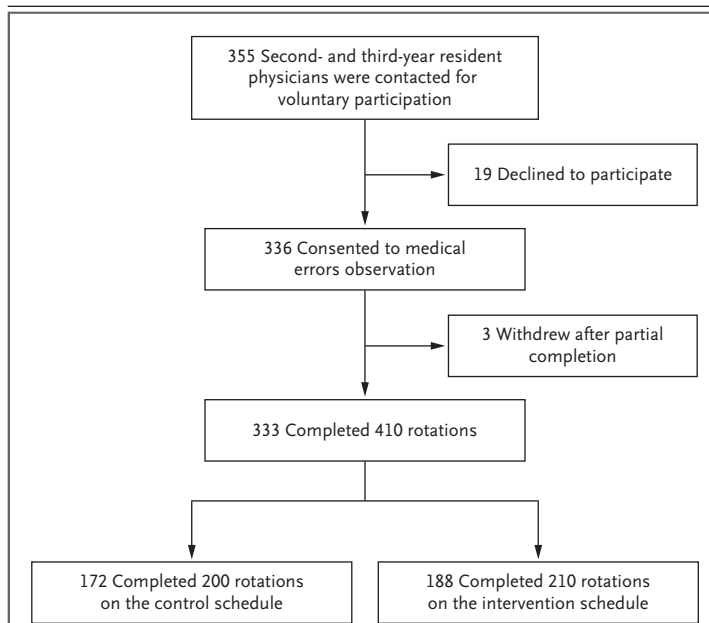 355 Second- and third-year resident
physicians were contacted for
voluntary participation
19 Declined to participate
336 Consented to medical
errors observation
3 Withdrew after partial
completion
333 Completed 410 rotations
172 Completed 200 rotations
on the control schedule
188 Completed 210 rotations
on the intervention schedule